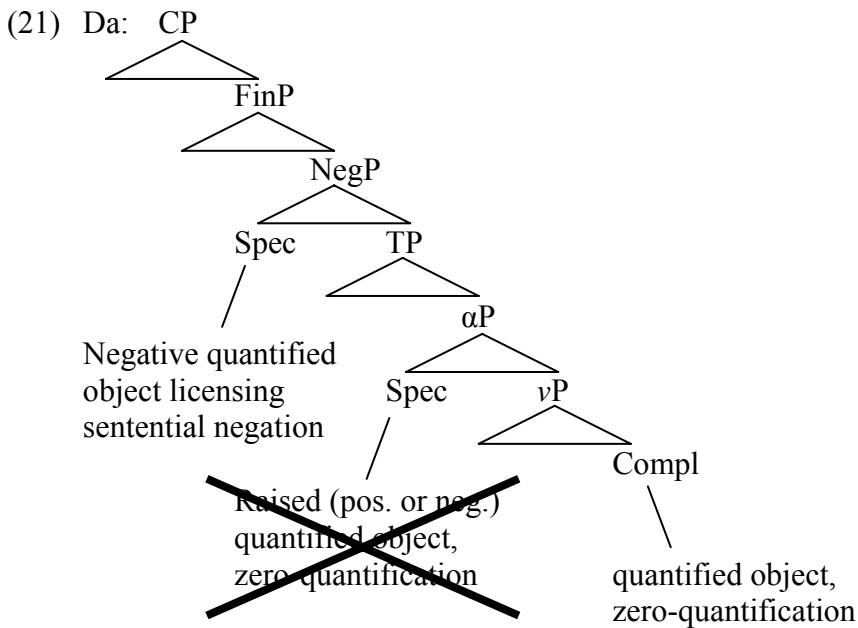 (21) Da: CP
FinP
NegP
Spec TP
αP
Negative quantified
object licensing
sentential negation
Spec vP
Compl
Raised (pos. or neg.)
quantified object,
zero-quantification
quantified object,
zero-quantification